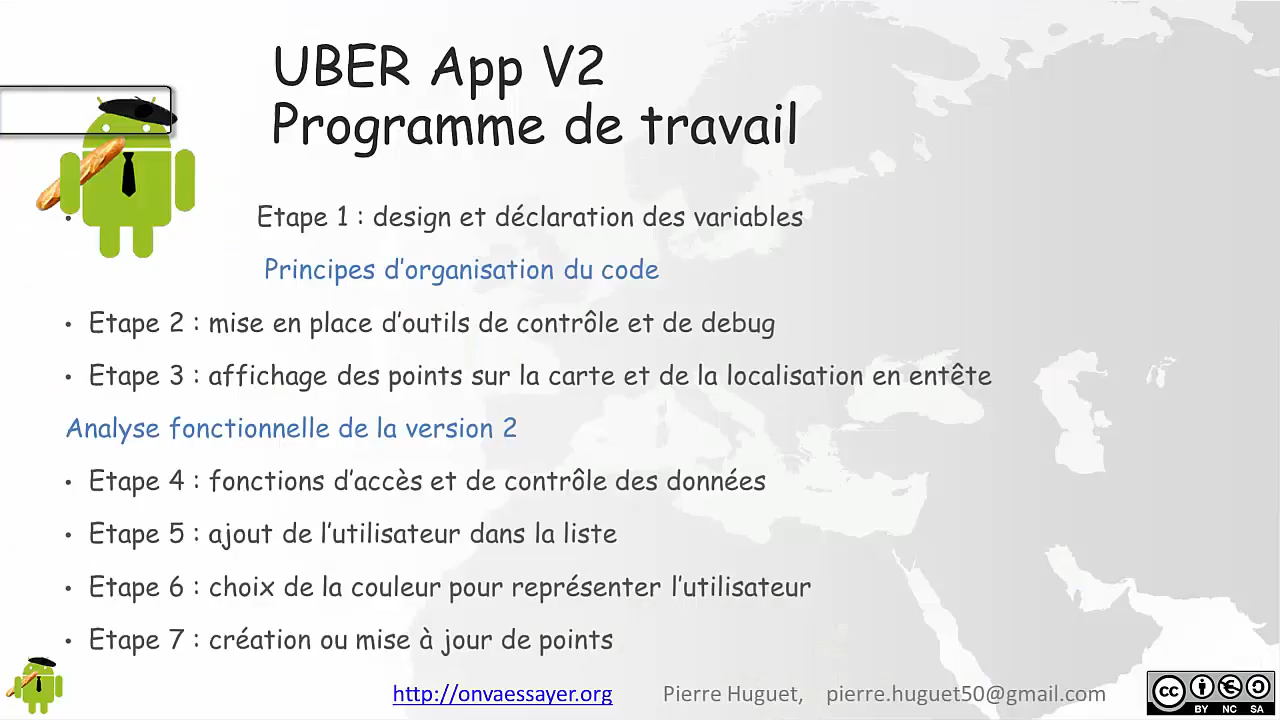 UBER App V2
Programme de travail
• Etape 1 : design et déclaration des variables
Principes d’organisation du code
• Etape 2 : mise en place d’outils de contrôle et de debug
• Etape 3 : affichage des points sur la carte et de la localisation en entête
Analyse fonctionnelle de la version 2
• Etape 4 : fonctions d’accès et de contrôle des données
• Etape 5 : ajout de l’utilisateur dans la liste
• Etape 6 : choix de la couleur pour représenter l’utilisateur
• Etape 7 : création ou mise à jour de points
http://onvaessayer.org Pierre Huguet, pierre.huguet50@gmail.com
cc BY NC SA